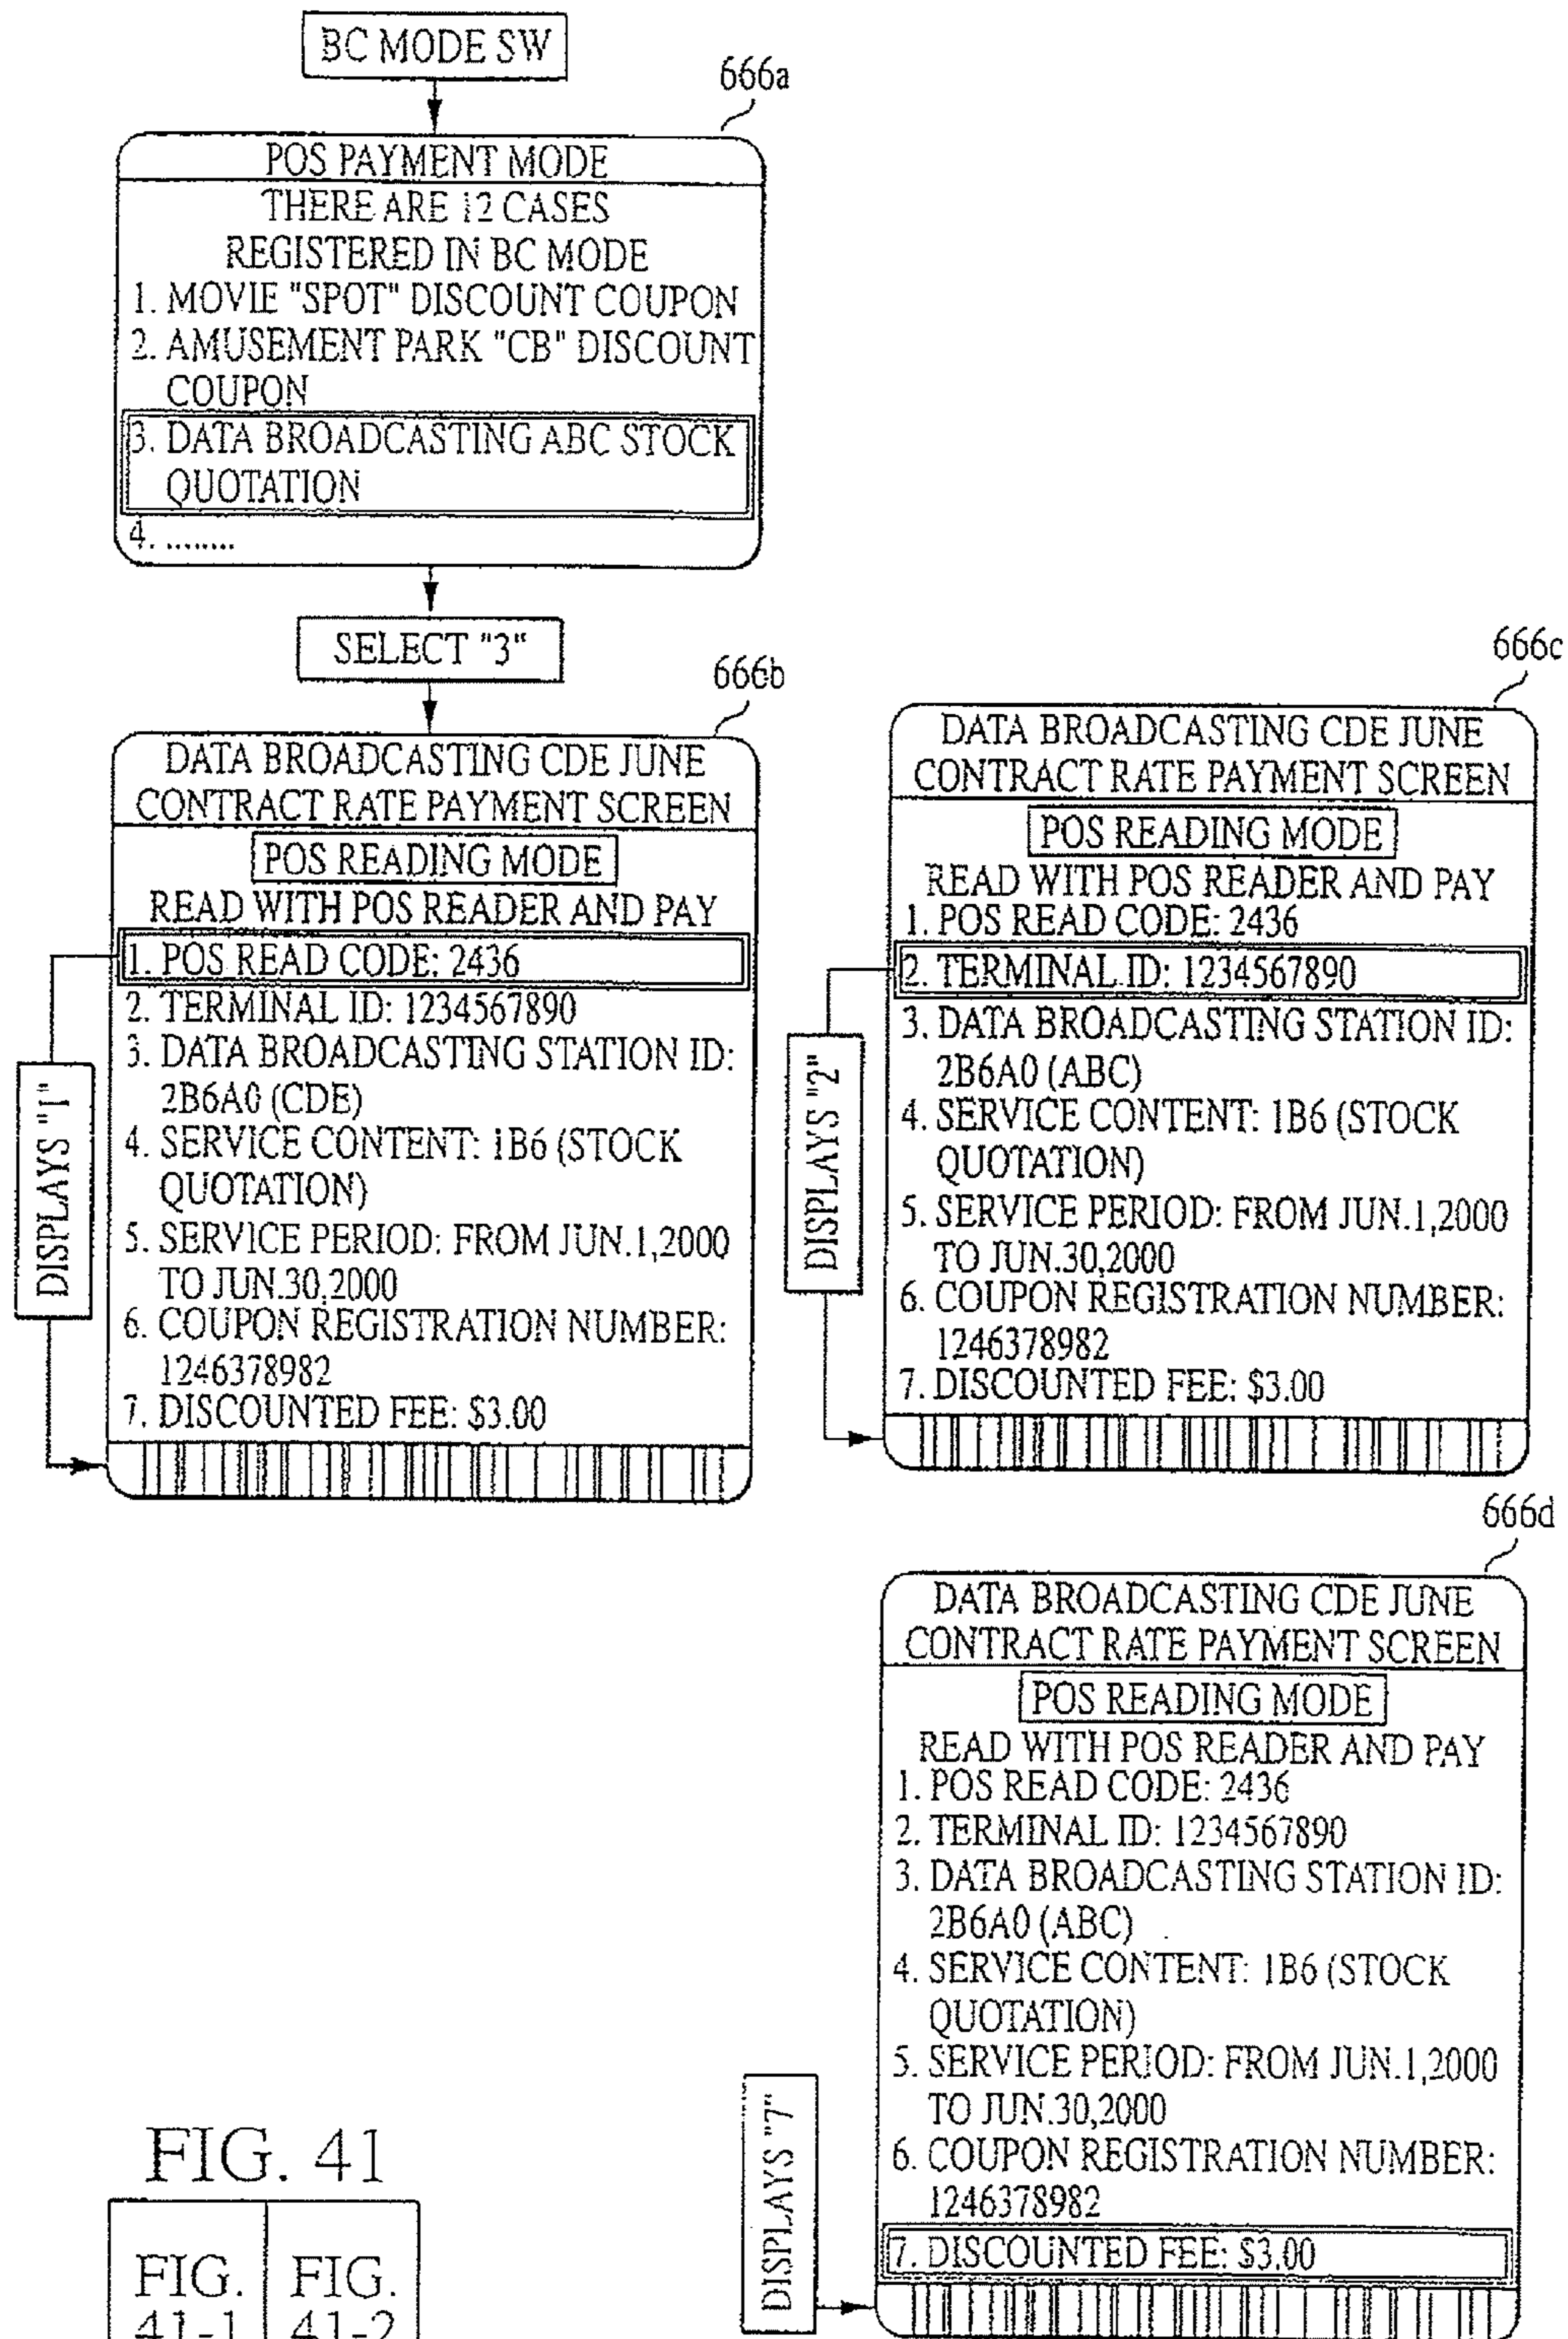 BC MODE SW
666a
POS PAYMENT MODE
THERE ARE 12 CASES
REGISTERED IN BC MODE
1. MOVIE "SPOT" DISCOUNT COUPON
2. AMUSEMENT PARK "CB" DISCOUNT
COUPON
3. DATA BROADCASTING ABC STOCK
QUOTATION
4. ........
SELECT "3"
666b
DATA BROADCASTING CDE JUNE
CONTRACT RATE PAYMENT SCREEN
POS READING MODE
READ WITH POS READER AND PAY
1. POS READ CODE: 2436
2. TERMINAL ID: 1234567890
3. DATA BROADCASTING STATION ID:
2B6A0 (CDE)
4. SERVICE CONTENT: 1B6 (STOCK
QUOTATION)
5. SERVICE PERIOD: FROM JUN.1,2000
TO JUN.30,2000
6. COUPON REGISTRATION NUMBER:
1246378982
7. DISCOUNTED FEE: $3.00
DISPLAYS "1"
666c
DATA BROADCASTING CDE JUNE
CONTRACT RATE PAYMENT SCREEN
POS READING MODE
READ WITH POS READER AND PAY
1. POS READ CODE: 2436
2. TERMINAL ID: 1234567890
3. DATA BROADCASTING STATION ID:
2B6A0 (ABC)
4. SERVICE CONTENT: 1B6 (STOCK
QUOTATION)
5. SERVICE PERIOD: FROM JUN.1,2000
TO JUN.30,2000
6. COUPON REGISTRATION NUMBER:
1246378982
7. DISCOUNTED FEE: $3.00
DISPLAYS "2"
666d
DATA BROADCASTING CDE JUNE
CONTRACT RATE PAYMENT SCREEN
POS READING MODE
READ WITH POS READER AND PAY
1. POS READ CODE: 2436
2. TERMINAL ID: 1234567890
3. DATA BROADCASTING STATION ID:
2B6A0 (ABC)
4. SERVICE CONTENT: 1B6 (STOCK
QUOTATION)
5. SERVICE PERIOD: FROM JUN.1,2000
TO JUN.30,2000
6. COUPON REGISTRATION NUMBER:
1246378982
7. DISCOUNTED FEE: $3.00
DISPLAYS "7"
FIG. 41
FIG. FIG.
41-1 41-2